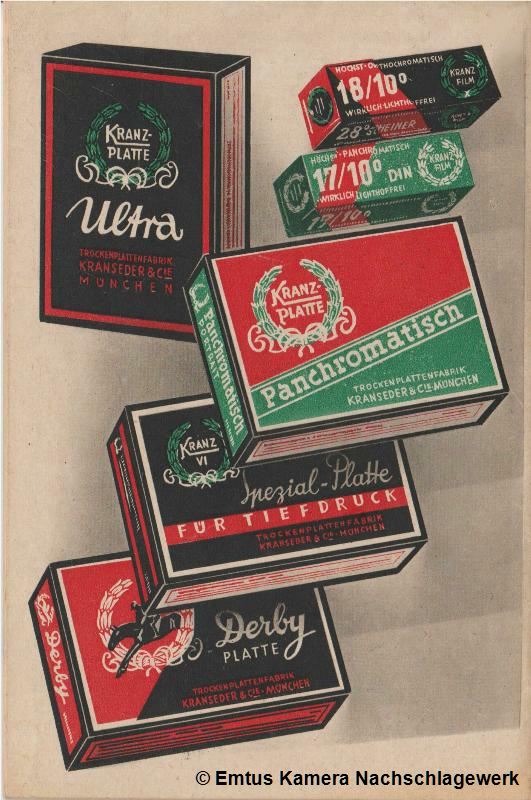 KRANZ-
PLATTE
Ultra
TROCKENPLATTENFABRIK
KRANSEDER & CIE
MÜNCHEN
HÖCHST-ORTHOCHROMATISCH
18/10°
WIRKLICH-LICHTHOFFREI
28° SCHEINER
KRANZ
FILM
HÖCHST-PANCHROMATISCH
17/10° DIN
WIRKLICH LICHTHOFFREI
17/10°
KRANZ
FILM
KRANZ-
PLATTE
Panchromatisch
TROCKENPLATTENFABRIK
KRANSEDER & CIE·MÜNCHEN
Panchromatisch
KRANZ
VI
Spezial-Platte
FÜR TIEFDRUCK
TROCKENPLATTENFABRIK
KRANSEDER & CIE·MÜNCHEN
Derby
PLATTE
TROCKENPLATTENFABRIK
KRANSEDER & CIE·MÜNCHEN
Derby
© Emtus Kamera Nachschlagewerk